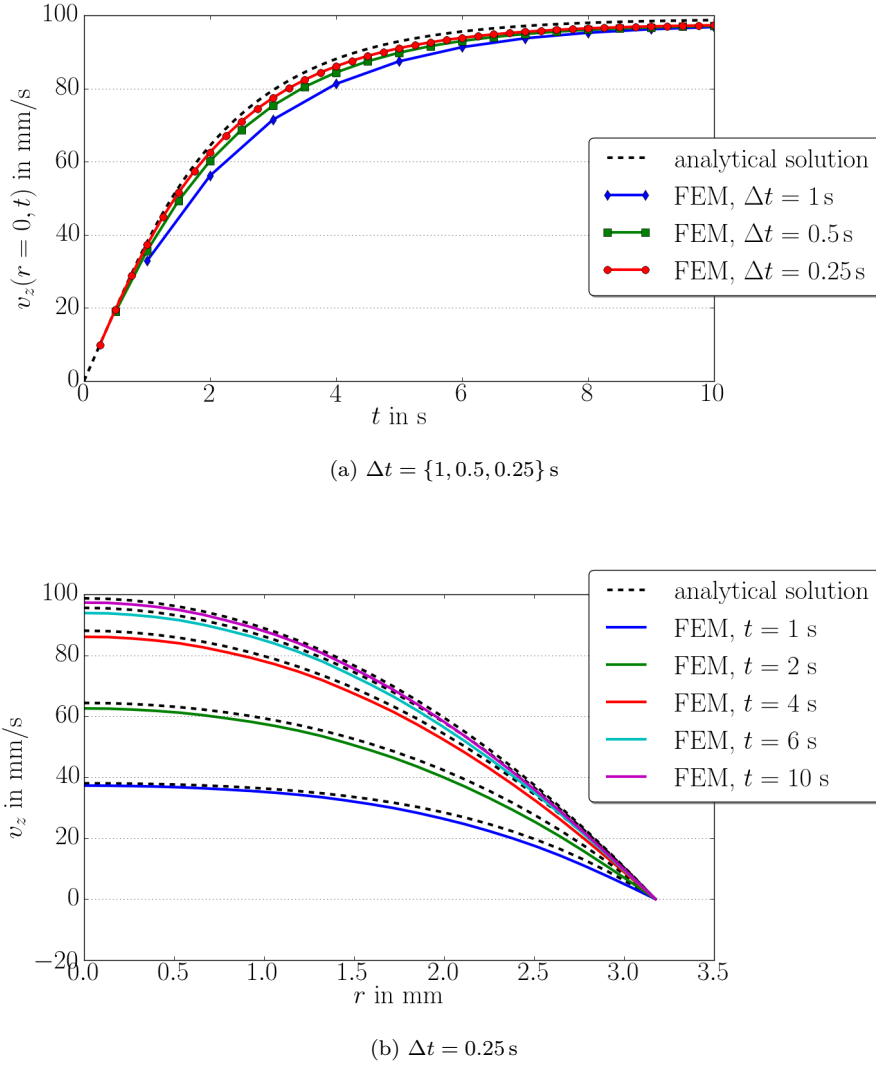 100
80
60
40
20
0
v_z(r = 0, t) in mm/s
0 2 4 6 8 10
t in s
analytical solution
FEM, Δt = 1 s
FEM, Δt = 0.5 s
FEM, Δt = 0.25 s
(a) Δt = {1, 0.5, 0.25} s
100
80
60
40
20
0
−20
v_z in mm/s
0.0 0.5 1.0 1.5 2.0 2.5 3.0 3.5
r in mm
analytical solution
FEM, t = 1 s
FEM, t = 2 s
FEM, t = 4 s
FEM, t = 6 s
FEM, t = 10 s
(b) Δt = 0.25 s